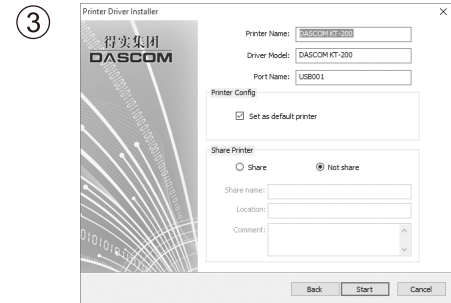 3
Printer Driver Installer
得实集团
DASCOM
Printer Name: DASCOM KT-200
Driver Model: DASCOM KT-200
Port Name: USB001
Printer Config
Set as default printer
Share Printer
Share Not share
Share name:
Location:
Comment:
Back Start Cancel